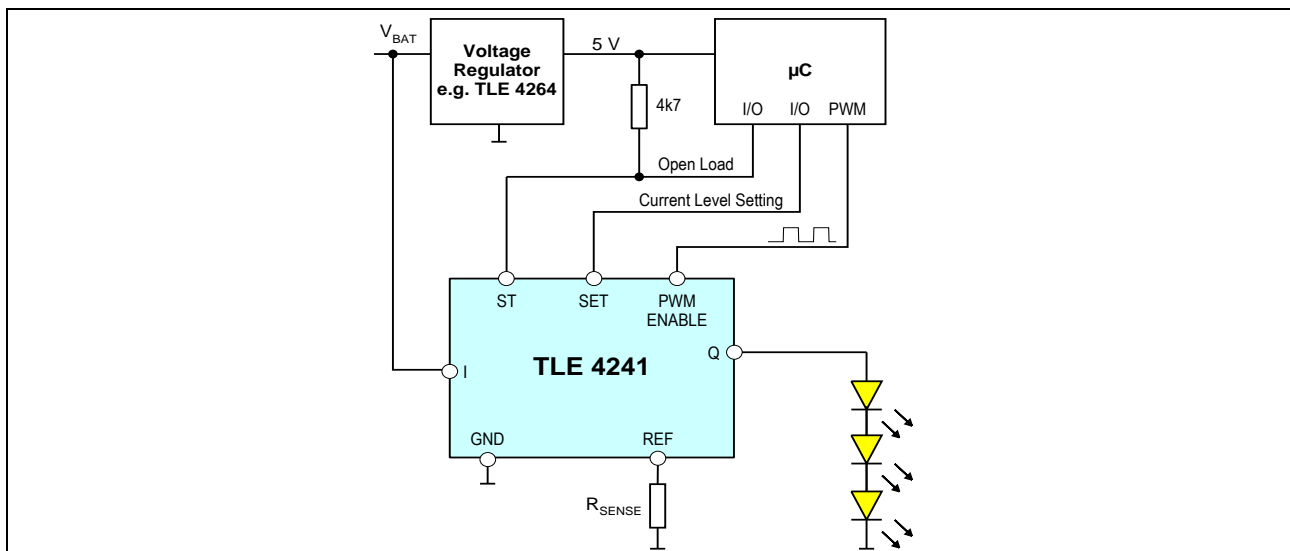 V_BAT
Voltage
Regulator
e.g. TLE 4264
5 V
4k7
µC
I/O
I/O
PWM
Open Load
Current Level Setting
ST
SET
PWM
ENABLE
Q
I
TLE 4241
GND
REF
R_SENSE